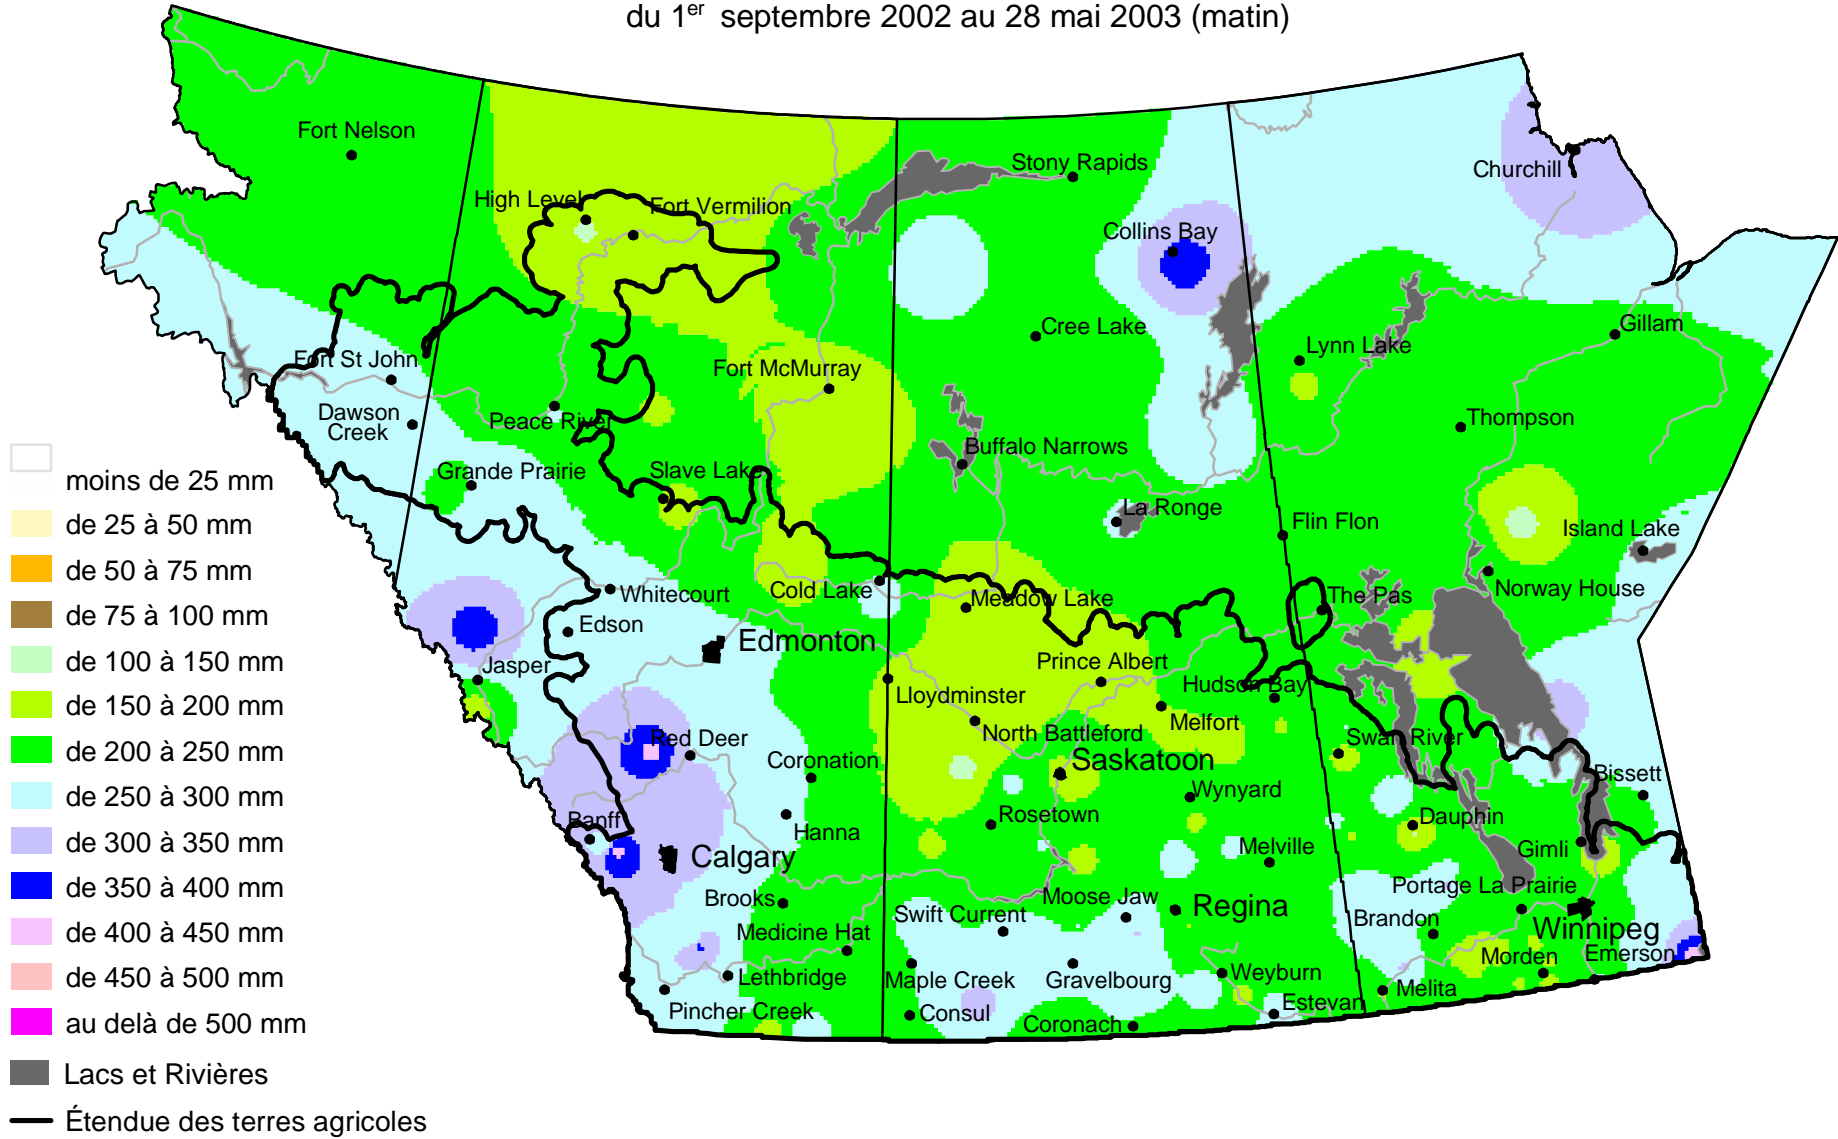 du 1er septembre 2002 au 28 mai 2003 (matin)
Fort Nelson
Stony Rapids
Churchill
High Level
Fort Vermilion
Collins Bay
Cree Lake
Gillam
Lynn Lake
Fort St John
Fort McMurray
Dawson
Creek
Peace River
Thompson
Buffalo Narrows
Grande Prairie
Slave Lake
La Ronge
Flin Flon
Island Lake
Whitecourt
Cold Lake
Meadow Lake
The Pas
Norway House
Edson
Edmonton
Jasper
Prince Albert
Hudson Bay
Lloydminster
North Battleford
Melfort
Red Deer
Swan River
Coronation
Saskatoon
Bissett
Wynyard
Banff
Hanna
Rosetown
Dauphin
Calgary
Melville
Gimli
Brooks
Swift Current
Moose Jaw
Regina
Portage La Prairie
Brandon
Winnipeg
Medicine Hat
Morden
Emerson
Lethbridge
Maple Creek
Gravelbourg
Weyburn
Melita
Pincher Creek
Consul
Coronach
Estevan
moins de 25 mm
de 25 à 50 mm
de 50 à 75 mm
de 75 à 100 mm
de 100 à 150 mm
de 150 à 200 mm
de 200 à 250 mm
de 250 à 300 mm
de 300 à 350 mm
de 350 à 400 mm
de 400 à 450 mm
de 450 à 500 mm
au delà de 500 mm
Lacs et Rivières
Étendue des terres agricoles